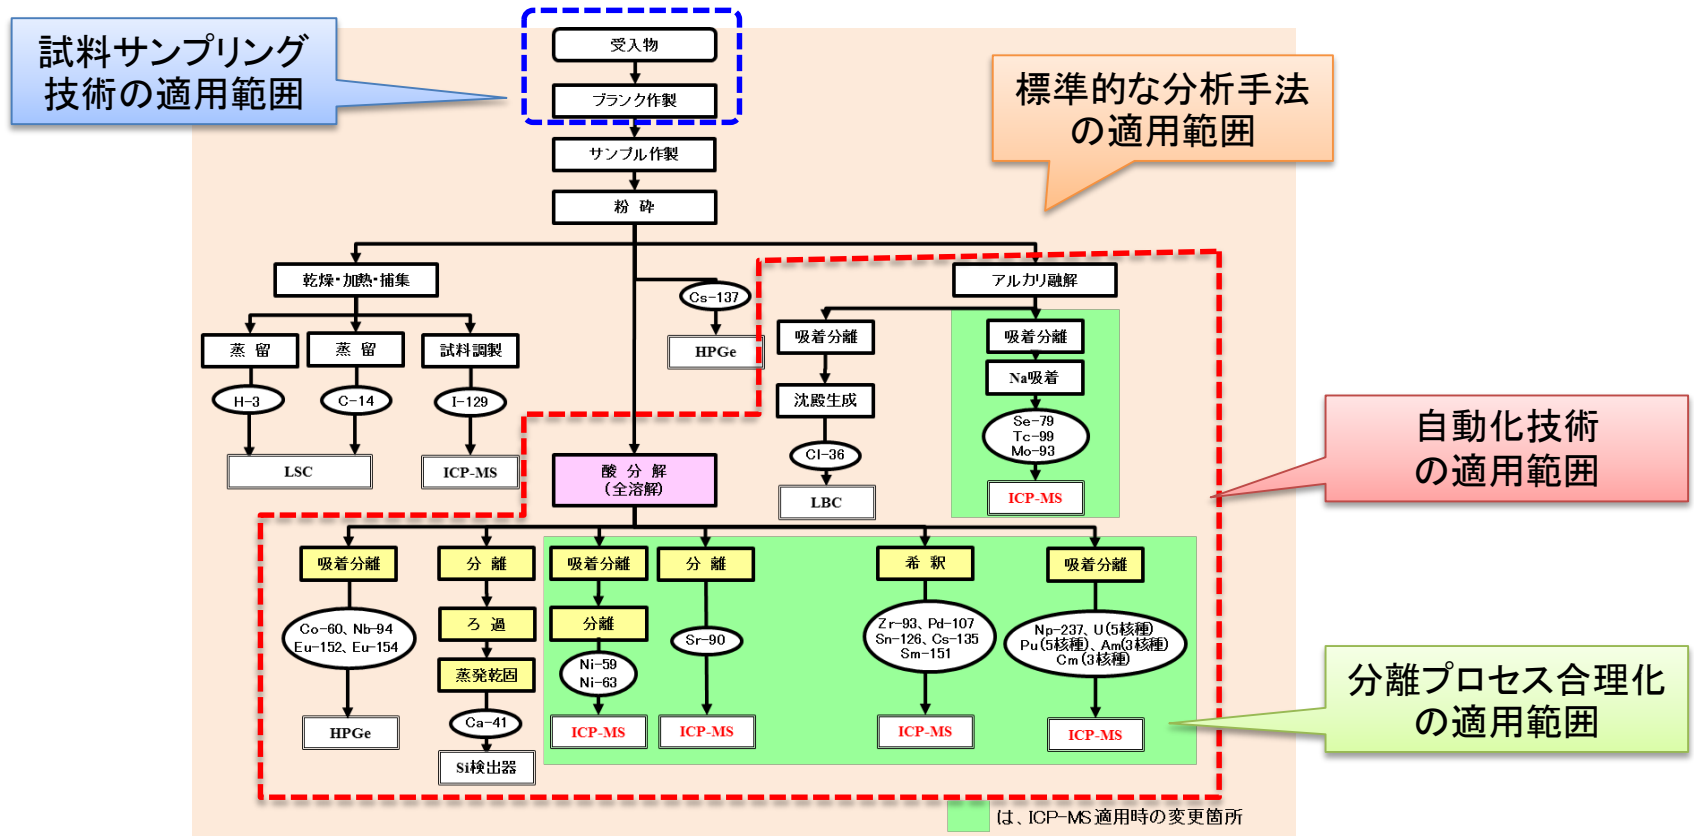 試料サンプリング
技術の適用範囲
受入物
ブランク作製
サンプル作製
粉 砕
標準的な分析手法
の適用範囲
乾燥・加熱・捕集
Cs-137
HPGe
アルカリ融解
蒸 留
蒸 留
試料調製
H-3
C-14
I-129
LSC
ICP-MS
吸着分離
沈殿生成
Cl-36
LBC
吸着分離
Na吸着
Se-79
Tc-99
Mo-93
ICP-MS
自動化技術
の適用範囲
酸 分 解
（全溶解）
吸着分離
Co-60、Nb-94
Eu-152、Eu-154
HPGe
分 離
ろ 過
蒸発乾固
Ca-41
Si検出器
吸着分離
分離
Ni-59
Ni-63
ICP-MS
分 離
Sr-90
ICP-MS
希 釈
Zr-93、Pd-107
Sn-126、Cs-135
Sm-151
ICP-MS
吸着分離
Np-237、U（5核種）
Pu（5核種）、Am（3核種）
Cm（3核種）
ICP-MS
分離プロセス合理化
の適用範囲
は、ICP-MS適用時の変更箇所